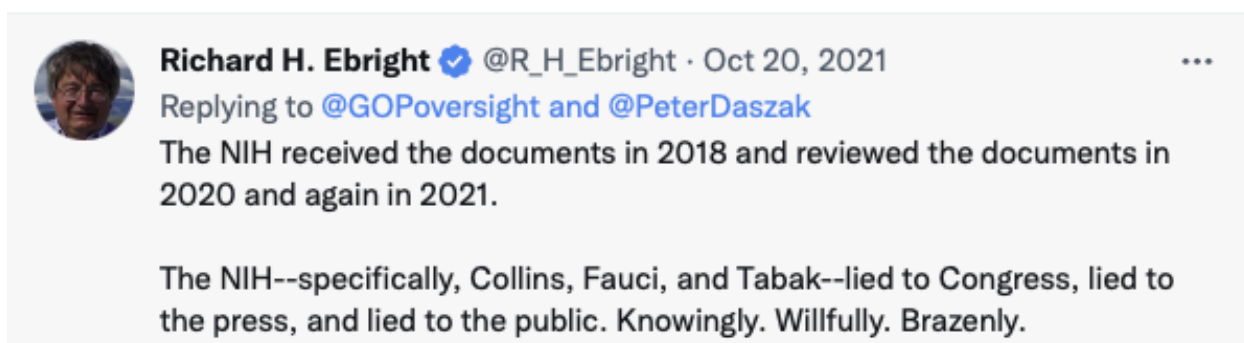 Richard H. Ebright @R_H_Ebright · Oct 20, 2021
Replying to @GOPoversight and @PeterDaszak
The NIH received the documents in 2018 and reviewed the documents in
2020 and again in 2021.
The NIH--specifically, Collins, Fauci, and Tabak--lied to Congress, lied to
the press, and lied to the public. Knowingly. Willfully. Brazenly.